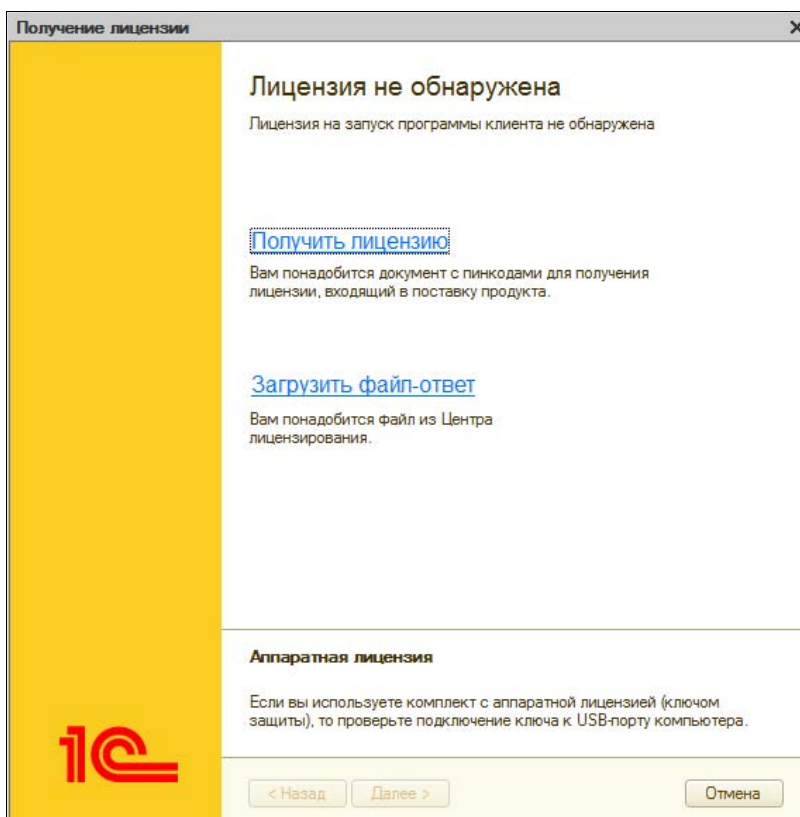 Получение лицензии
Лицензия не обнаружена
Лицензия на запуск программы клиента не обнаружена
Получить лицензию
Вам понадобится документ с пинкодами для получения
лицензии, входящий в поставку продукта.
Загрузить файл-ответ
Вам понадобится файл из Центра
лицензирования.
Аппаратная лицензия
Если вы используете комплект с аппаратной лицензией (ключом
защиты), то проверьте подключение ключа к USB-порту компьютера.
1С
< Назад
Далее >
Отмена